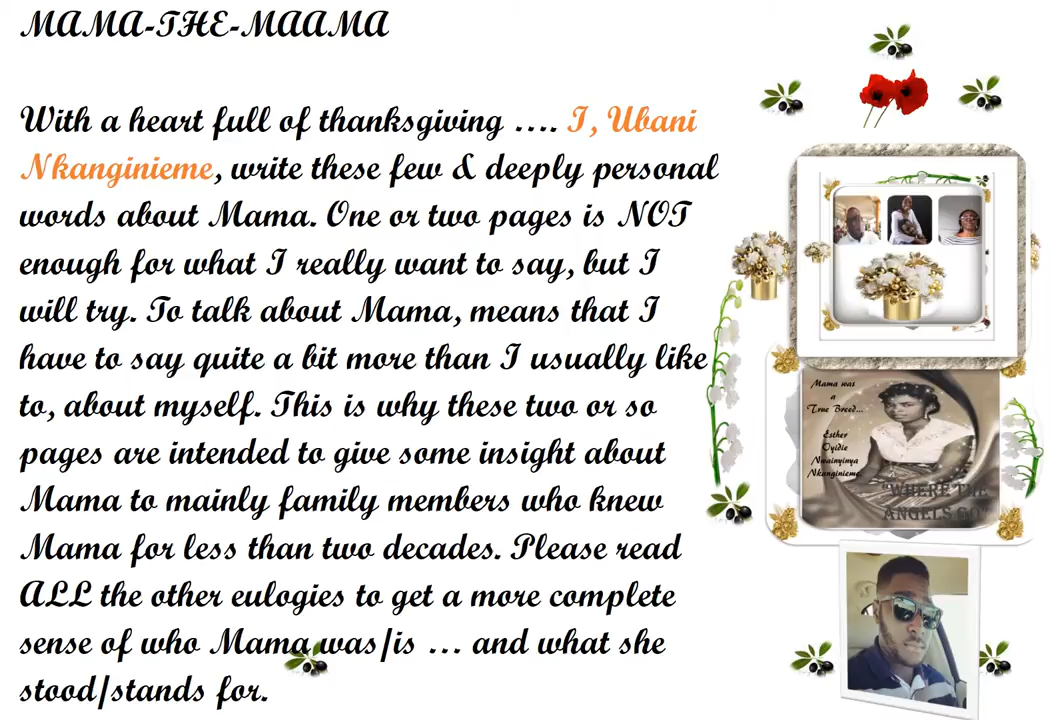 MAMA-THE-MAAMA
With a heart full of thanksgiving .... I, Ubani
Nkanginieme, write these few & deeply personal
words about Mama. One or two pages is NOT
enough for what I really want to say, but I
will try. To talk about Mama, means that I
have to say quite a bit more than I usually like
to, about myself. This is why these two or so
pages are intended to give some insight about
Mama to mainly family members who knew
Mama for less than two decades. Please read
ALL the other eulogies to get a more complete
sense of who Mama was/is ... and what she
stood/stands for.
Mama was
a
True Breed...
Esther
Oyidie
Nwainyinya
Nkanginieme.
"WHERE THE
ANGELS GO"